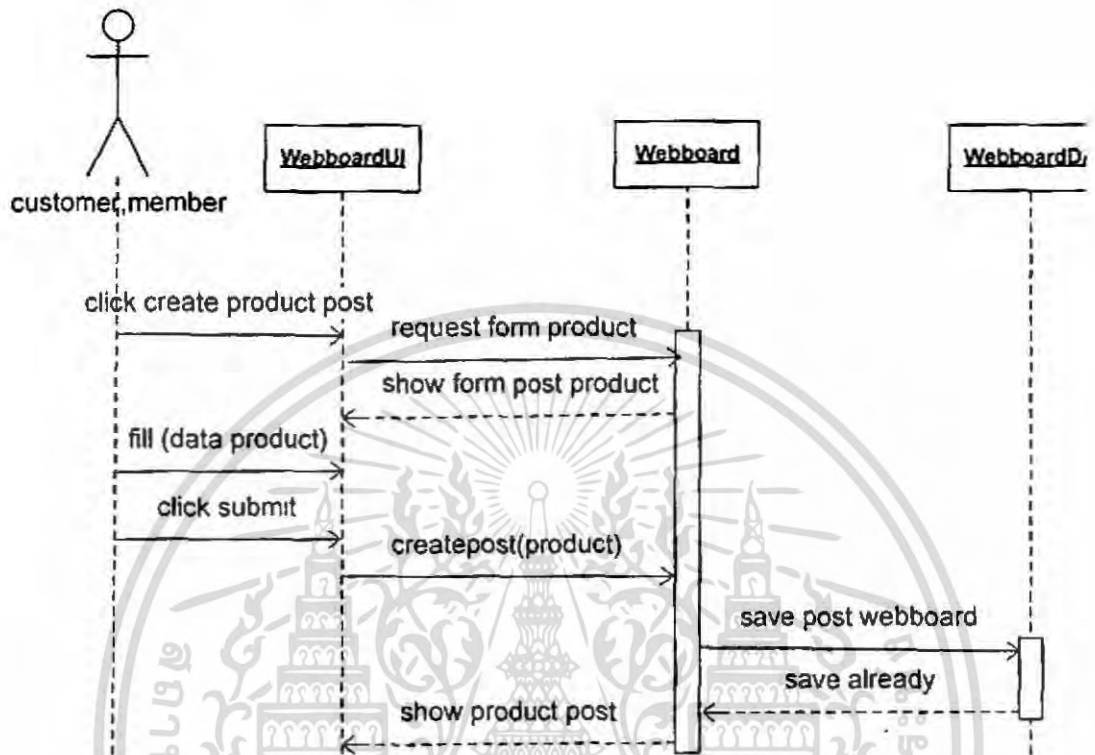 WebboardUI
Webboard
WebboardDA
customer,member
click create product post
request form product
show form post product
fill (data product)
click submit
createpost(product)
save post webboard
save already
show product post